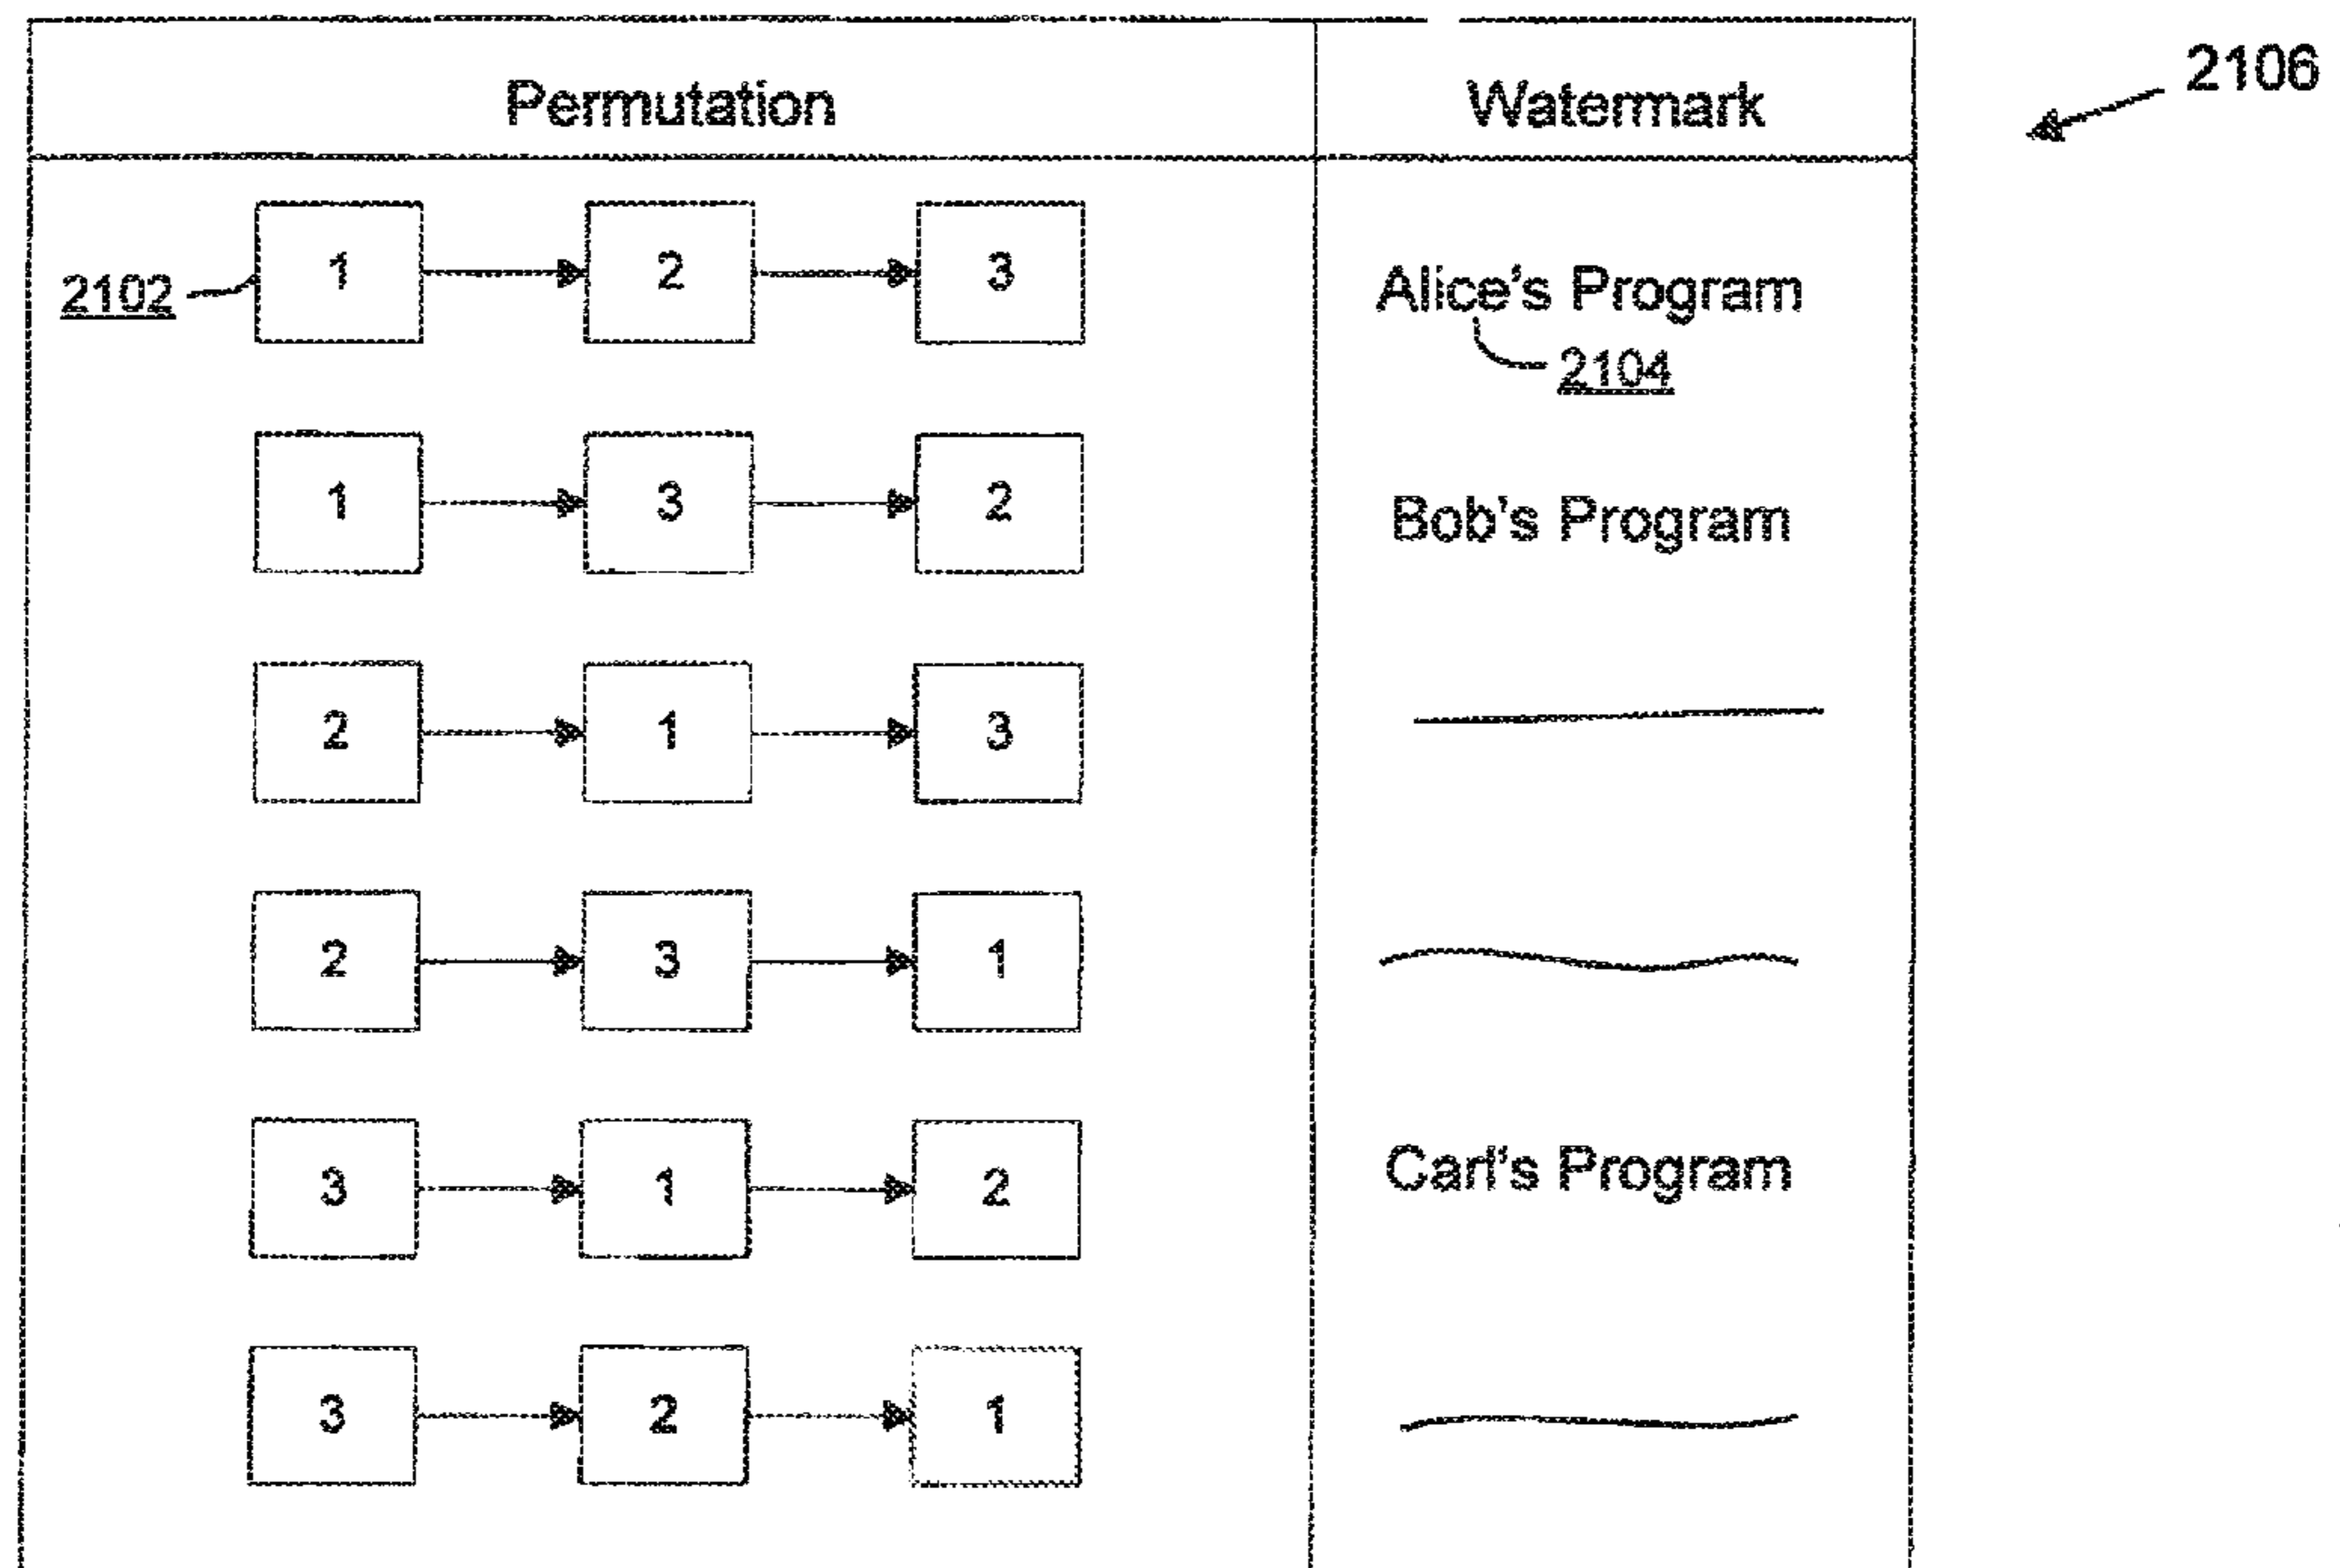 Permutation Watermark 2106
2102 1 2 3 Alice's Program
2104
1 3 2 Bob's Program
2 1 3
2 3 1
3 1 2 Carl's Program
3 2 1